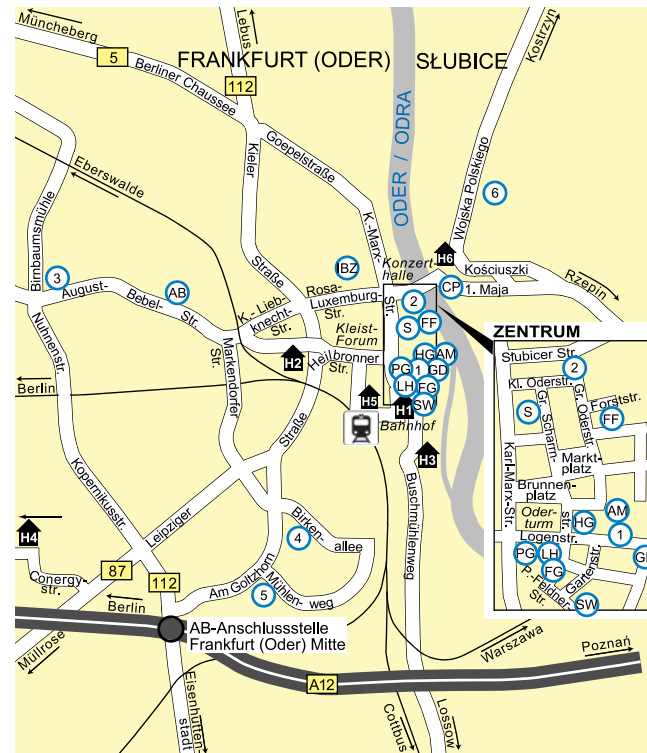 Müncheberg
Lebus
Kostrzyn
FRANKFURT (ODER)
SŁUBICE
5
Berliner Chaussee
112
Goepelstraße
Kieler
Straße
ODER / ODRA
Wojska Polskiego
6
Eberswalde
Birnbaumsmühle
K.-Marx-
Str.
Konzert-
halle
H6
Kościuszki
1. Maja
CP
Rzepin
IBZ
3
AB
August-
Bebel-
Str.
Nuhnenstr.
K.- Lieb-
knecht-
Str.
Rosa-
Luxemburg-
Str.
Kleist-
Forum
2
S
FF
HG
AM
PG
1
GD
LH
FG
SW
H2
Heilbronner
Str.
Markendorfer
Straße
H5
H1
Bahnhof
H3
Berlin
Buschmühlenweg
Kopernikusstr.
Leipziger
Straße
4
Birken-
allee
H4
Conergy-
str.
87
112
Am Goltzhorn
5
Mühlen-
weg
Berlin
AB-Anschlussstelle
Frankfurt (Oder) Mitte
Müllrose
Eisenhütten-
stadt
A12
Cottbus
Lossow
Warszawa
Poznań
ZENTRUM
Słubicer Str.
2
Kl. Oderstr.
S
Gr. Scharrn-
str.
Gr. Oderstr.
Forststr.
FF
Karl-Marx-Str.
Markt-
platz
Brunnen-
platz
Oder-
turm
HG
AM
1
Logenstr.
PG
LH
FG
P.-Feldner-
Str.
Gartenstr.
SW